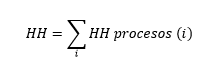 HH = ∑ HH procesos (i)
i